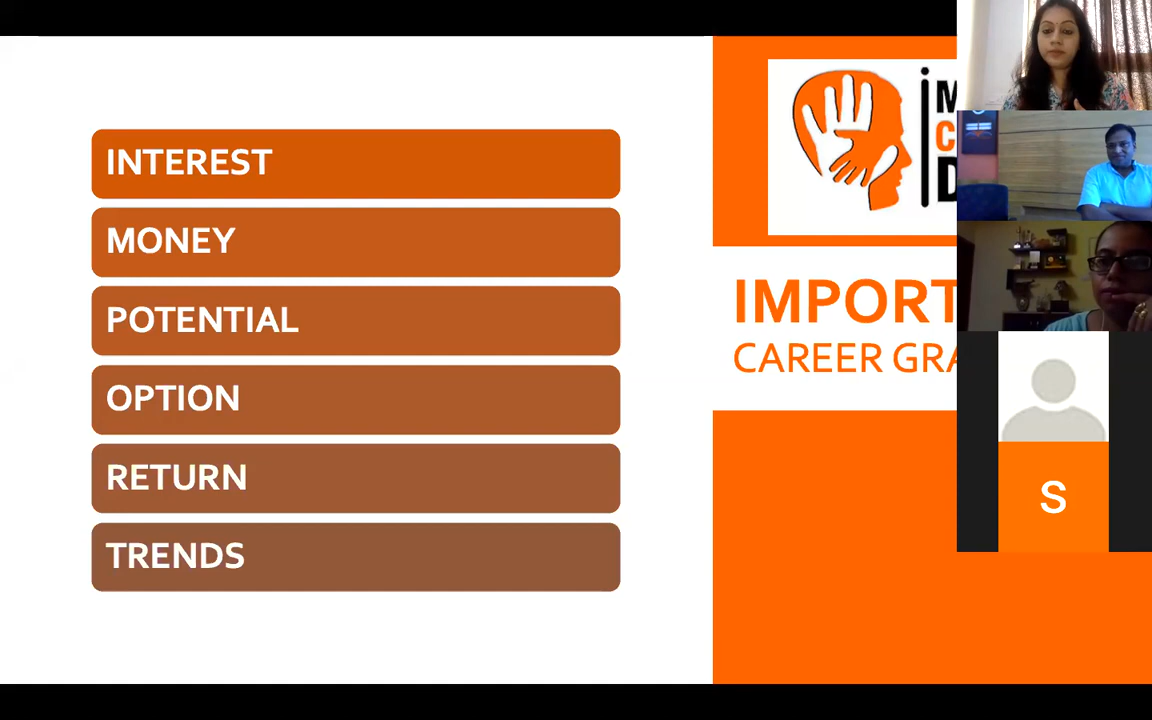 INTEREST
MONEY
POTENTIAL
OPTION
RETURN
TRENDS
IMPORT
CAREER GRA
S